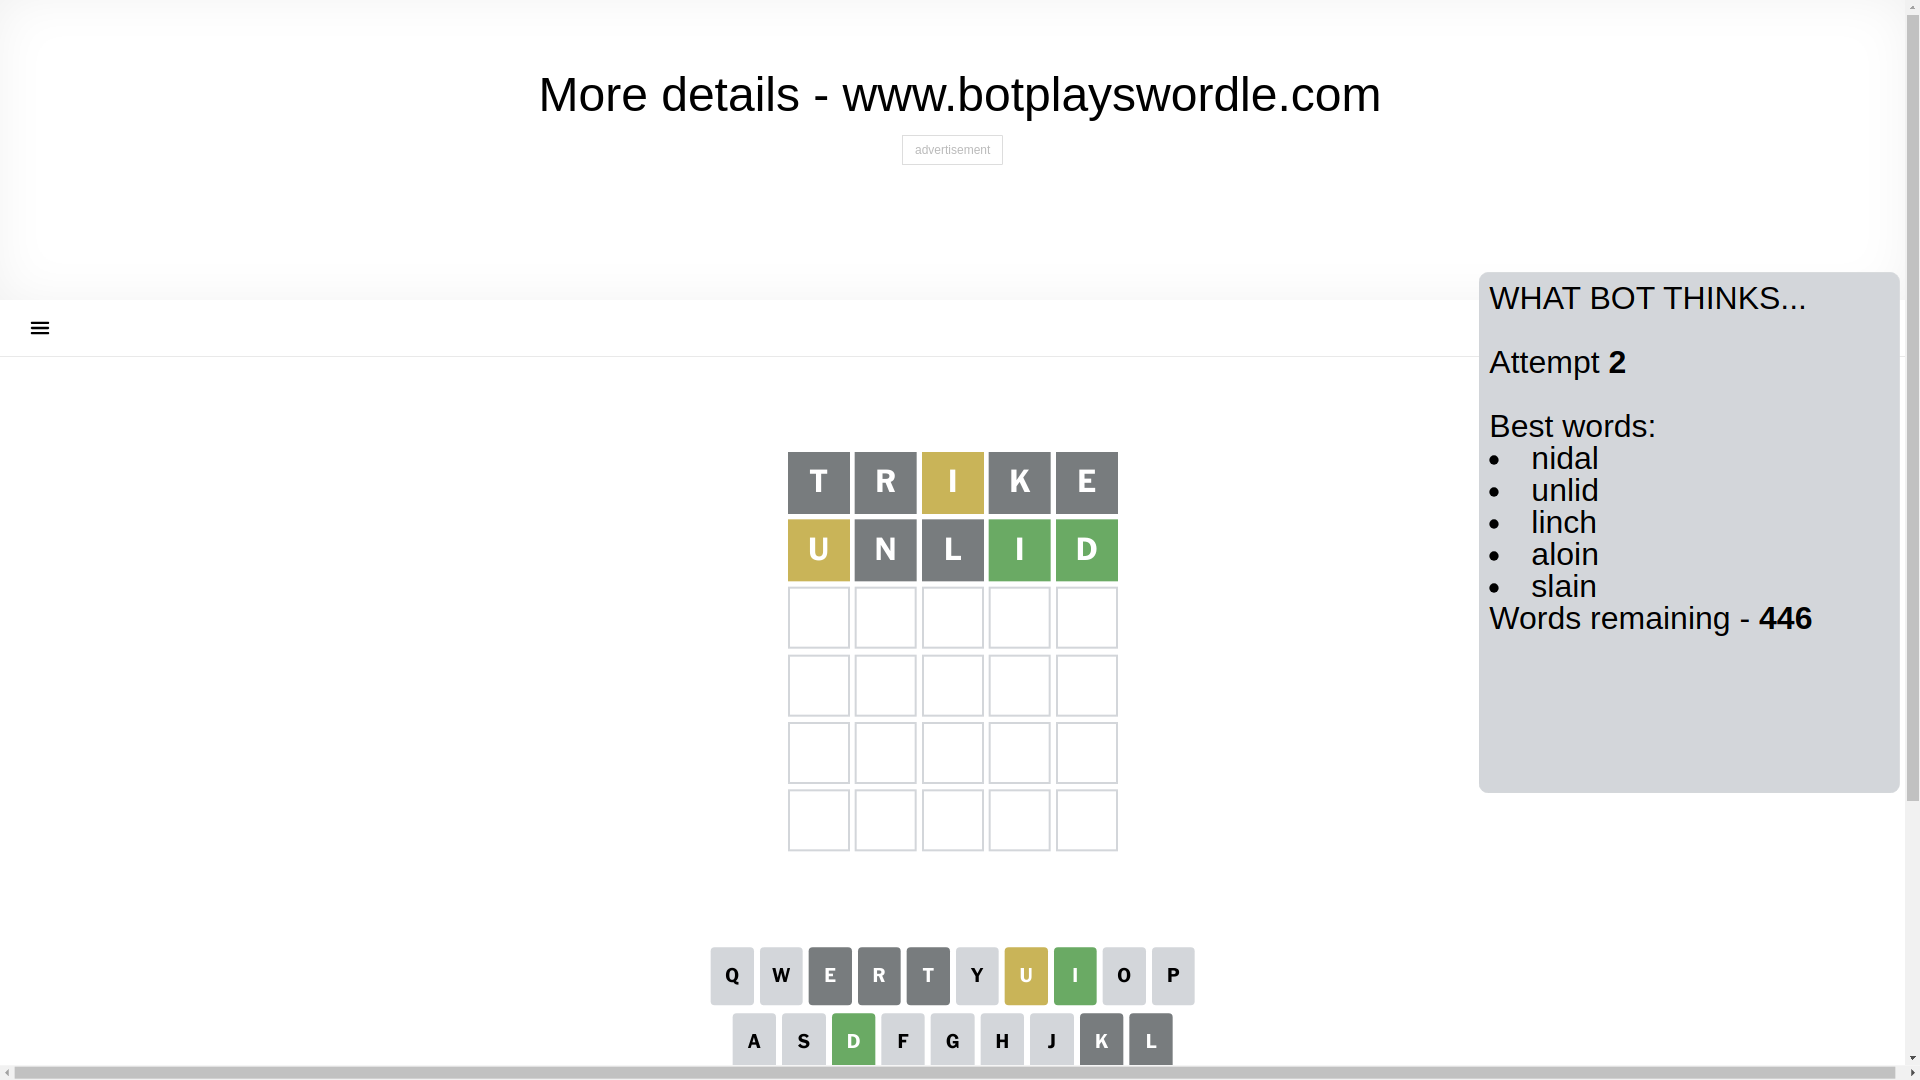 More details - www.botplayswordle.com
advertisement
WHAT BOT THINKS...
Attempt 2
Best words:
nidal
unlid
linch
aloin
slain
Words remaining - 446
T R I K E
U N L I D
Q W E R T Y U I O P
A S D F G H J K L